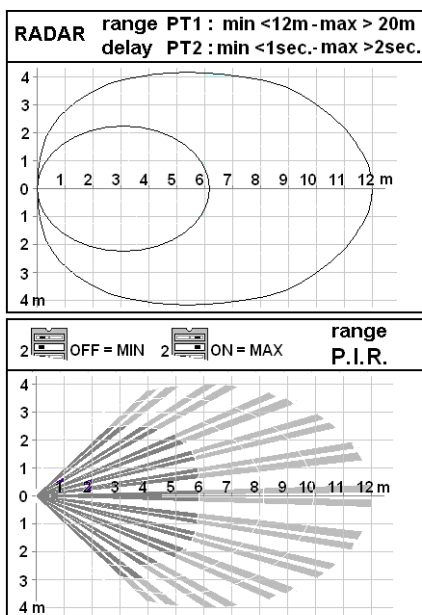 RADAR range PT1 : min <12m - max > 20m
delay PT2 : min <1sec.- max >2sec.
4
3
2
1
1 2 3 4 5 6 7 8 9 10 11 12 m
0
1
2
3
4 m
2 OFF = MIN 2 ON = MAX range
P.I.R.
4
3
2
1
0 1 2 3 4 5 6 7 8 9 10 11 12 m
1
2
3
4 m